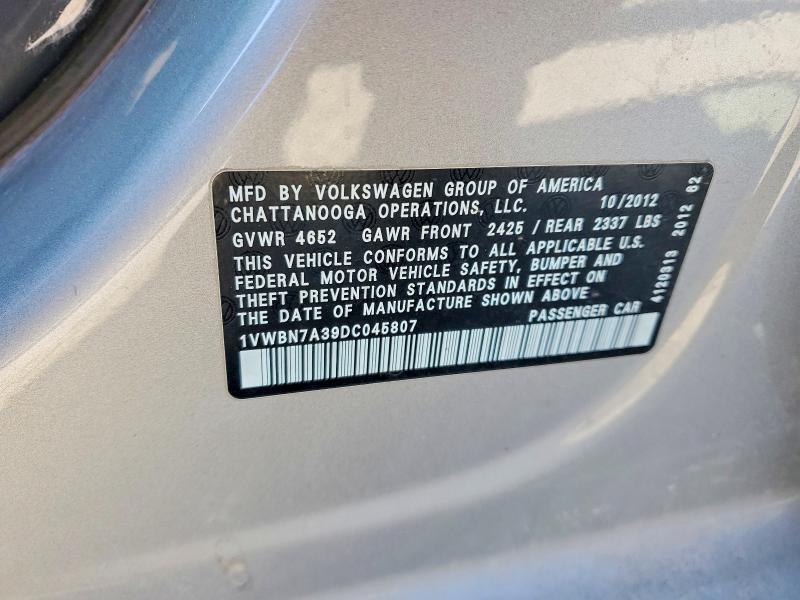 MFD BY VOLKSWAGEN GROUP OF AMERICA
CHATTANOOGA OPERATIONS, LLC. 10/2012
GVWR 4652 GAWR FRONT 2425 / REAR 2337 LBS
THIS VEHICLE CONFORMS TO ALL APPLICABLE U.S.
FEDERAL MOTOR VEHICLE SAFETY, BUMPER AND
THEFT PREVENTION STANDARDS IN EFFECT ON
THE DATE OF MANUFACTURE SHOWN ABOVE
1VWBN7A39DC045807 PASSENGER CAR
4120313 2012 82